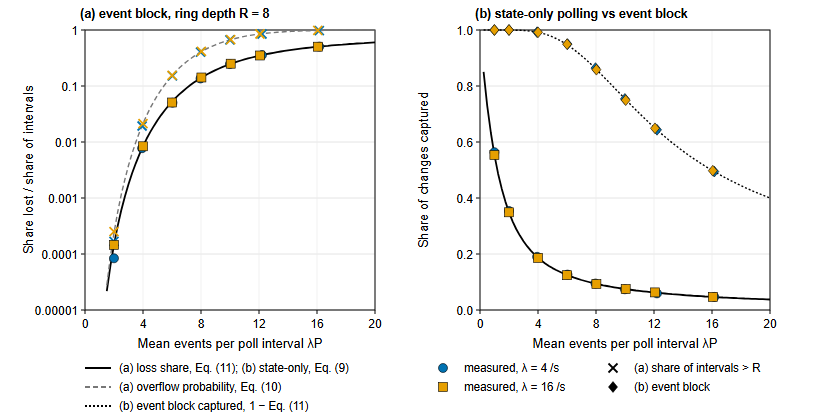 (a) event block, ring depth R = 8
1
0.1
0.01
0.001
0.0001
0.00001
Share lost / share of intervals
0 4 8 12 16 20
Mean events per poll interval λP
(b) state-only polling vs event block
1.0
0.8
0.6
0.4
0.2
0.0
Share of changes captured
0 4 8 12 16 20
Mean events per poll interval λP
(a) loss share, Eq. (11); (b) state-only, Eq. (9)
(a) overflow probability, Eq. (10)
(b) event block captured, 1 − Eq. (11)
measured, λ = 4 /s
measured, λ = 16 /s
(a) share of intervals > R
(b) event block